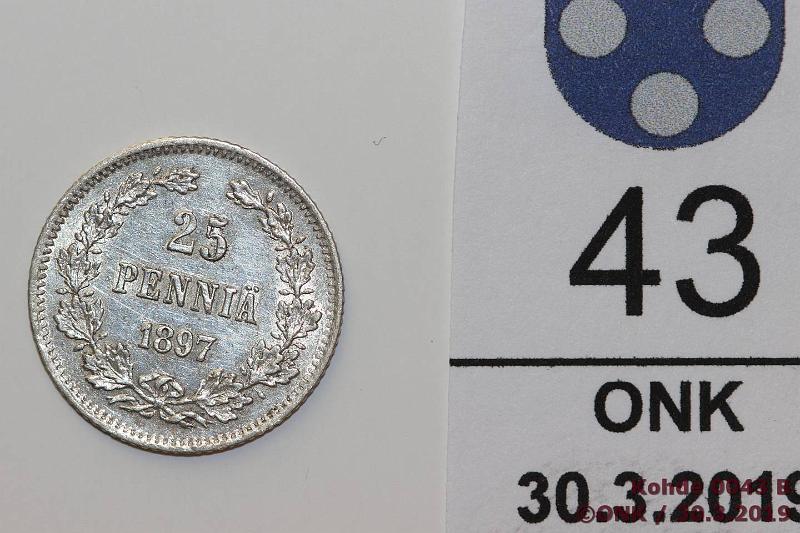 25
PENNIÄ
1897
43
ONK
30.3.2019
Kohde 0043 B
©ONK / 30.3.2019